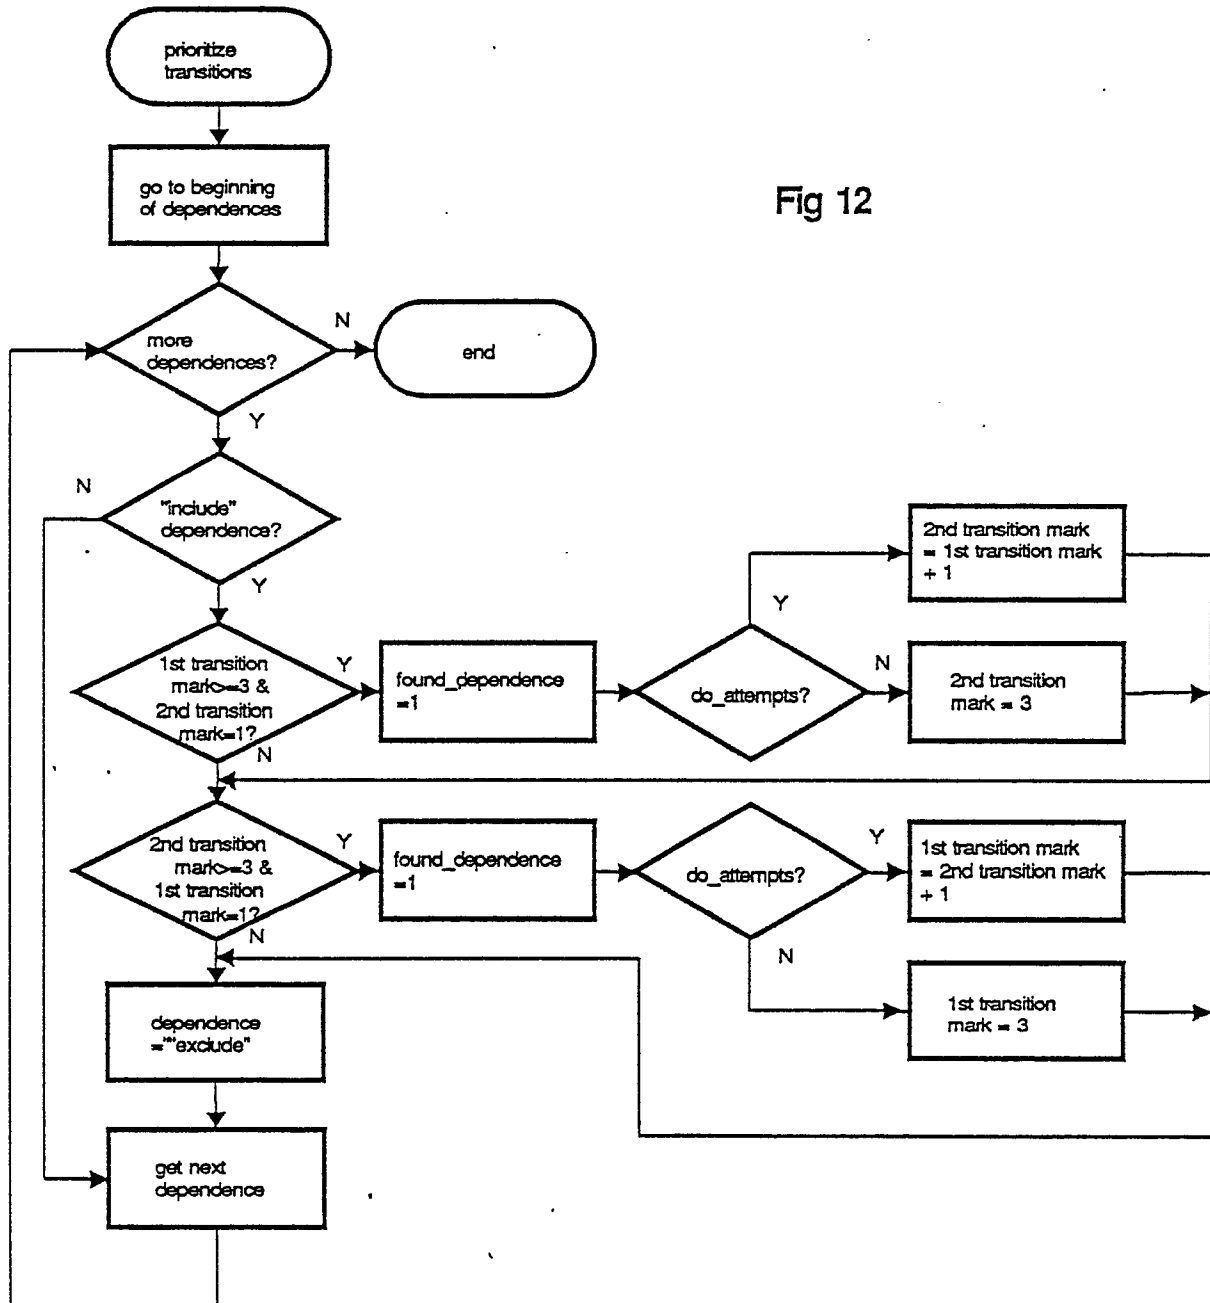 prioritize
transitions
go to beginning
of dependences
Fig 12
more
dependences?
N
end
Y
N
"include"
dependence?
Y
1st transition
mark>=3 &
2nd transition
mark=1?
Y
N
found_dependence
=1
do_attempts?
Y
N
2nd transition mark
= 1st transition mark
+ 1
2nd transition
mark = 3
2nd transition
mark>=3 &
1st transition
mark=1?
Y
N
found_dependence
=1
do_attempts?
Y
N
1st transition mark
= 2nd transition mark
+ 1
1st transition
mark = 3
dependence
=""exclude"
get next
dependence